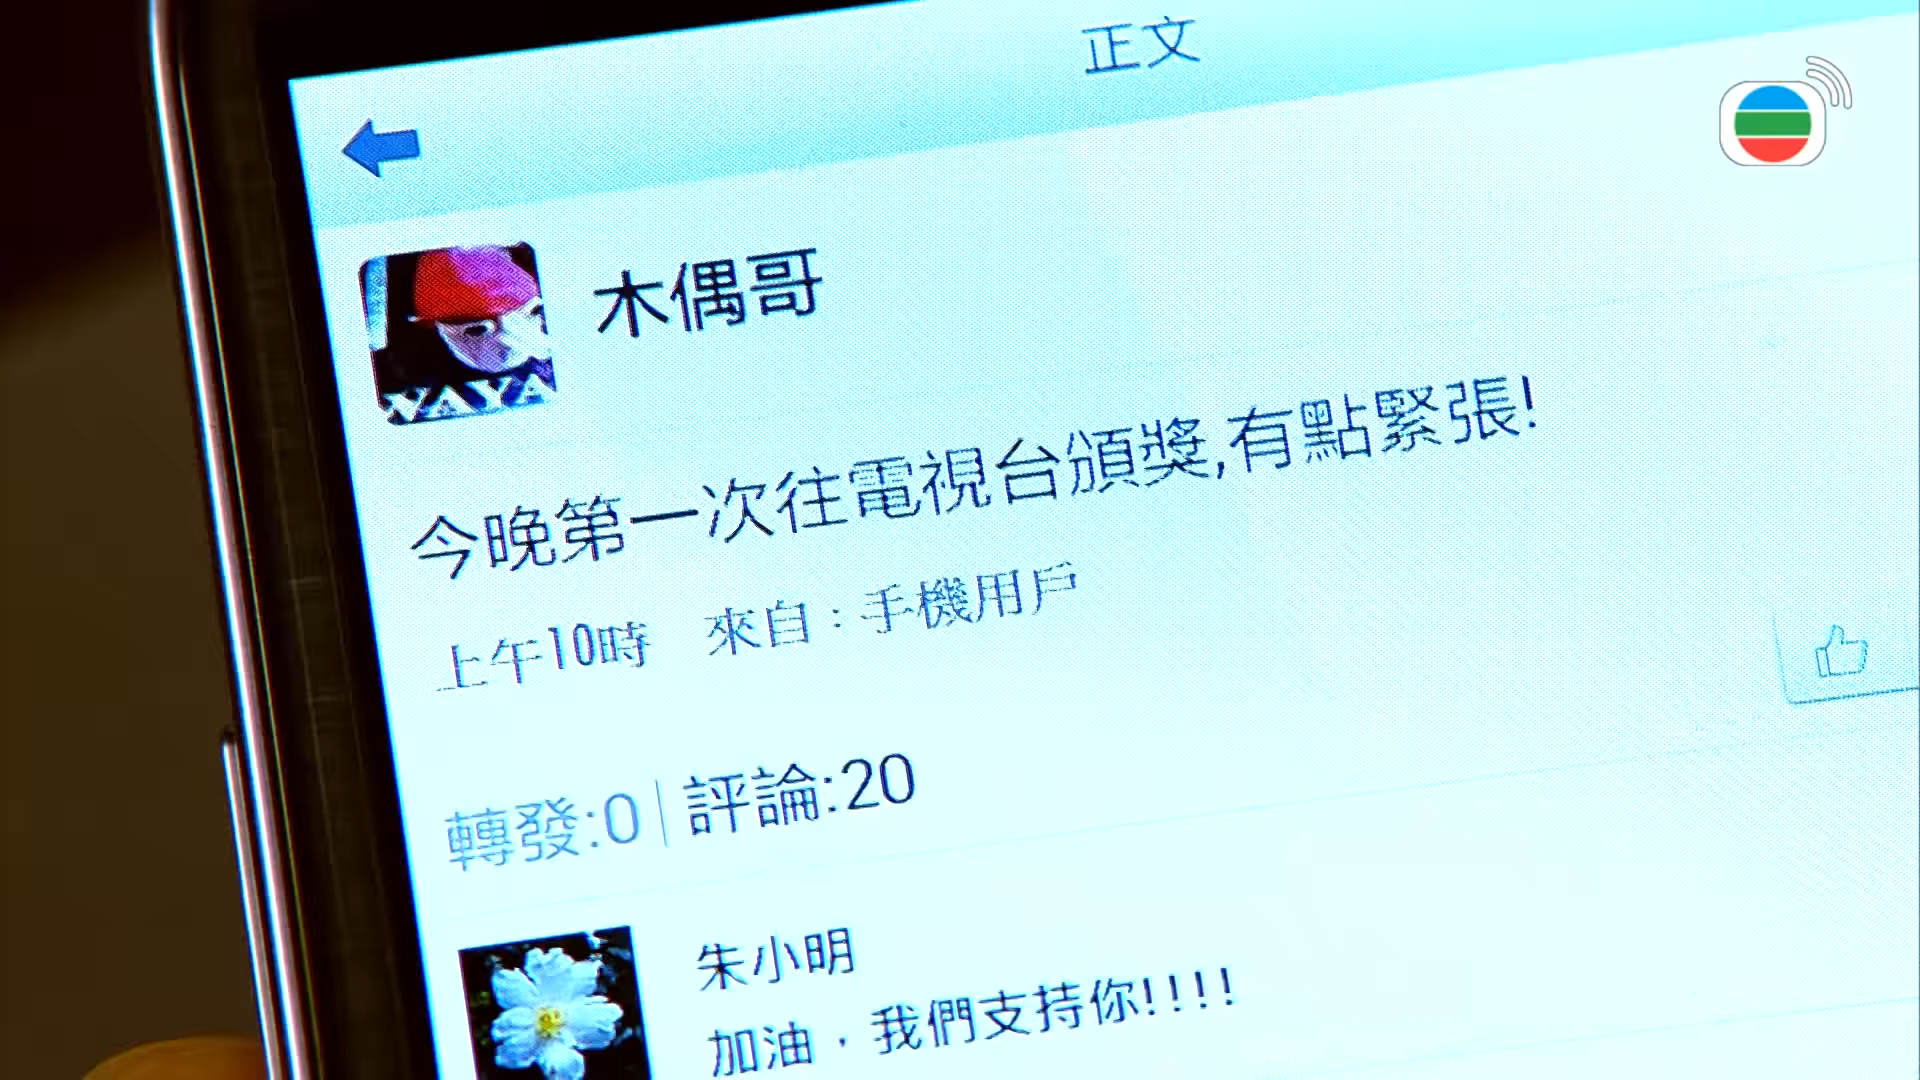 正文
木偶哥
YAYA
今晚第一次往電視台頒獎,有點緊張!
上午10時 來自:手機用戶
轉發:0 評論:20
朱小明
加油,我們支持你!!!!